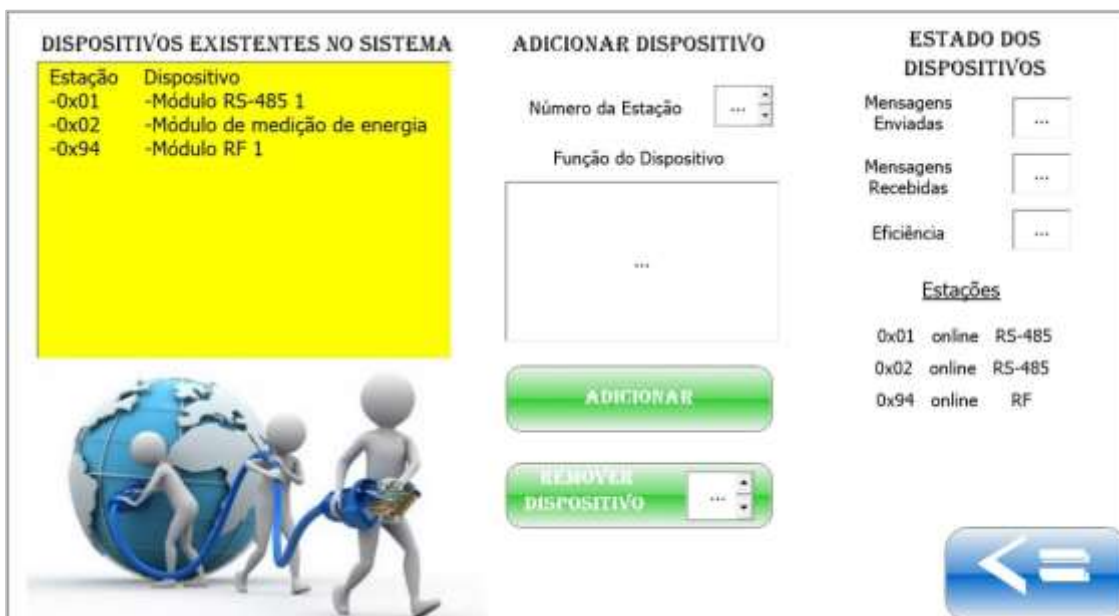 DISPOSITIVOS EXISTENTES NO SISTEMA
Estação Dispositivo
-0x01 -Módulo RS-485 1
-0x02 -Módulo de medição de energia
-0x94 -Módulo RF 1
ADICIONAR DISPOSITIVO
Número da Estação ...
Função do Dispositivo
...
ADICIONAR
REMOVER
DISPOSITIVO ...
ESTADO DOS
DISPOSITIVOS
Mensagens
Enviadas ...
Mensagens
Recebidas ...
Eficiência ...
Estações
0x01 online RS-485
0x02 online RS-485
0x94 online RF
<=